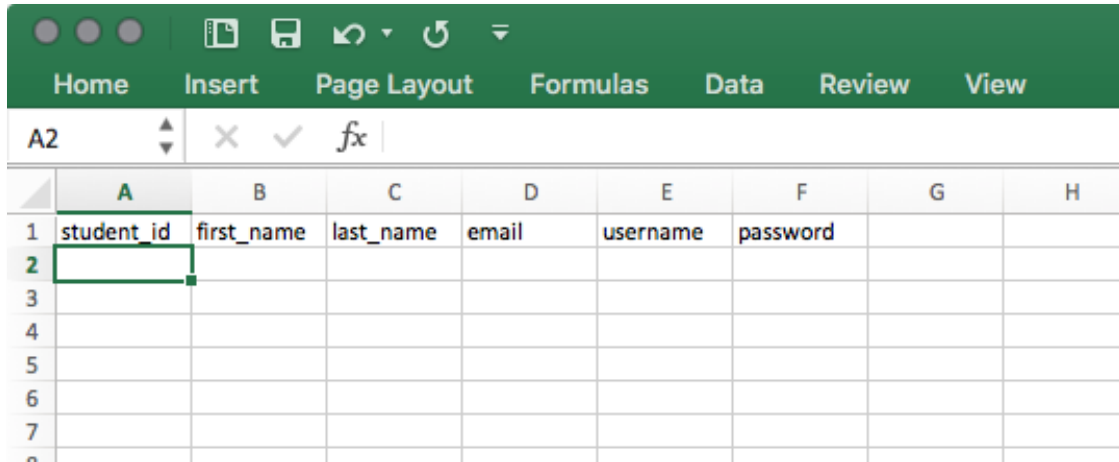 Home Insert Page Layout Formulas Data Review View
A2 fx
A B C D E F G H
1 student_id first_name last_name email username password
2
3
4
5
6
7